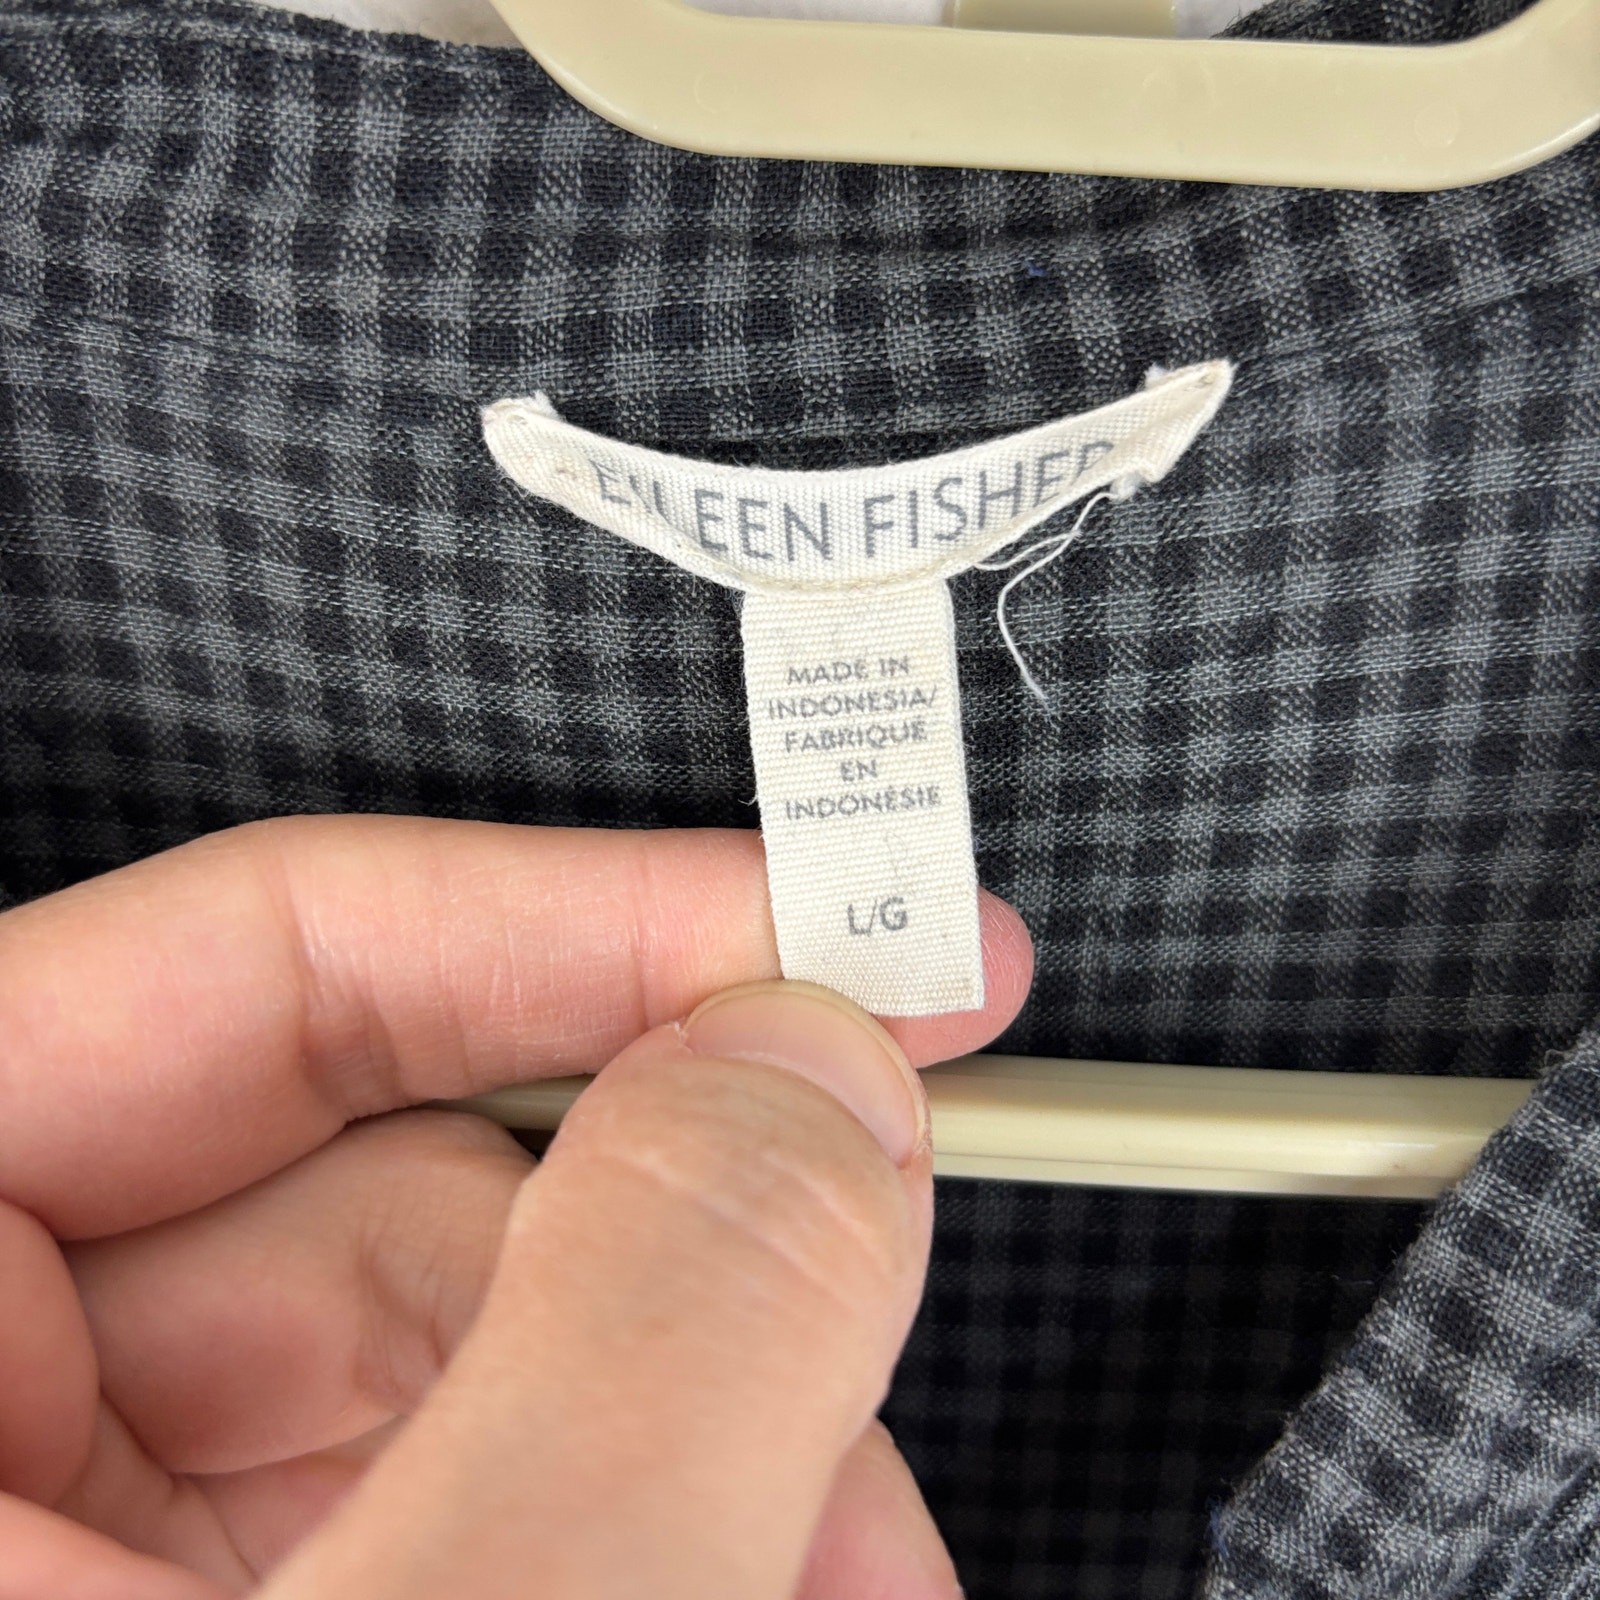 EILEEN FISHER
MADE IN
INDONESIA/
FABRIQUE
EN
INDONÉSIE
L/G